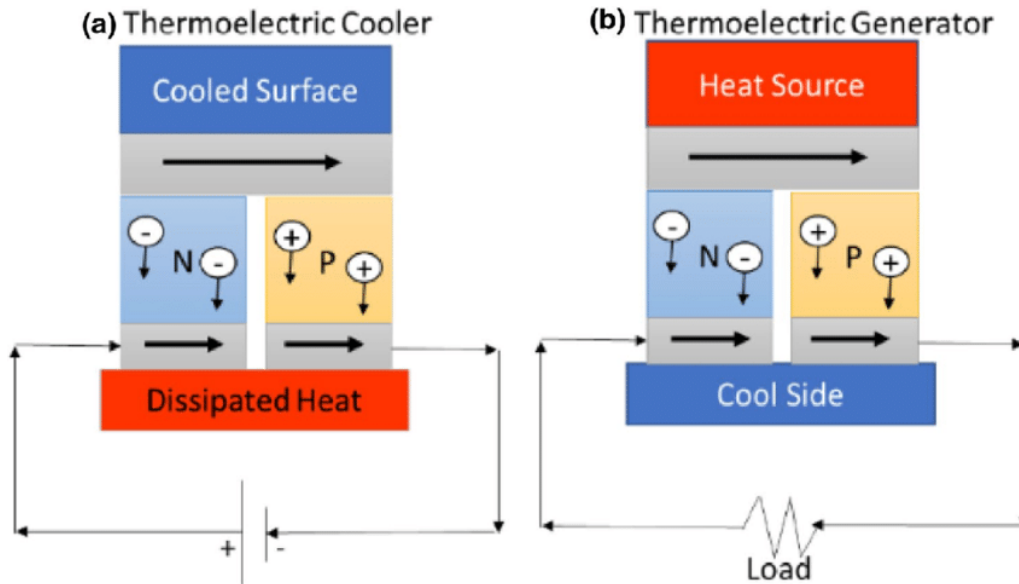 (a) Thermoelectric Cooler
Cooled Surface
- N - + P +
Dissipated Heat
+ -
(b) Thermoelectric Generator
Heat Source
- N - + P +
Cool Side
Load